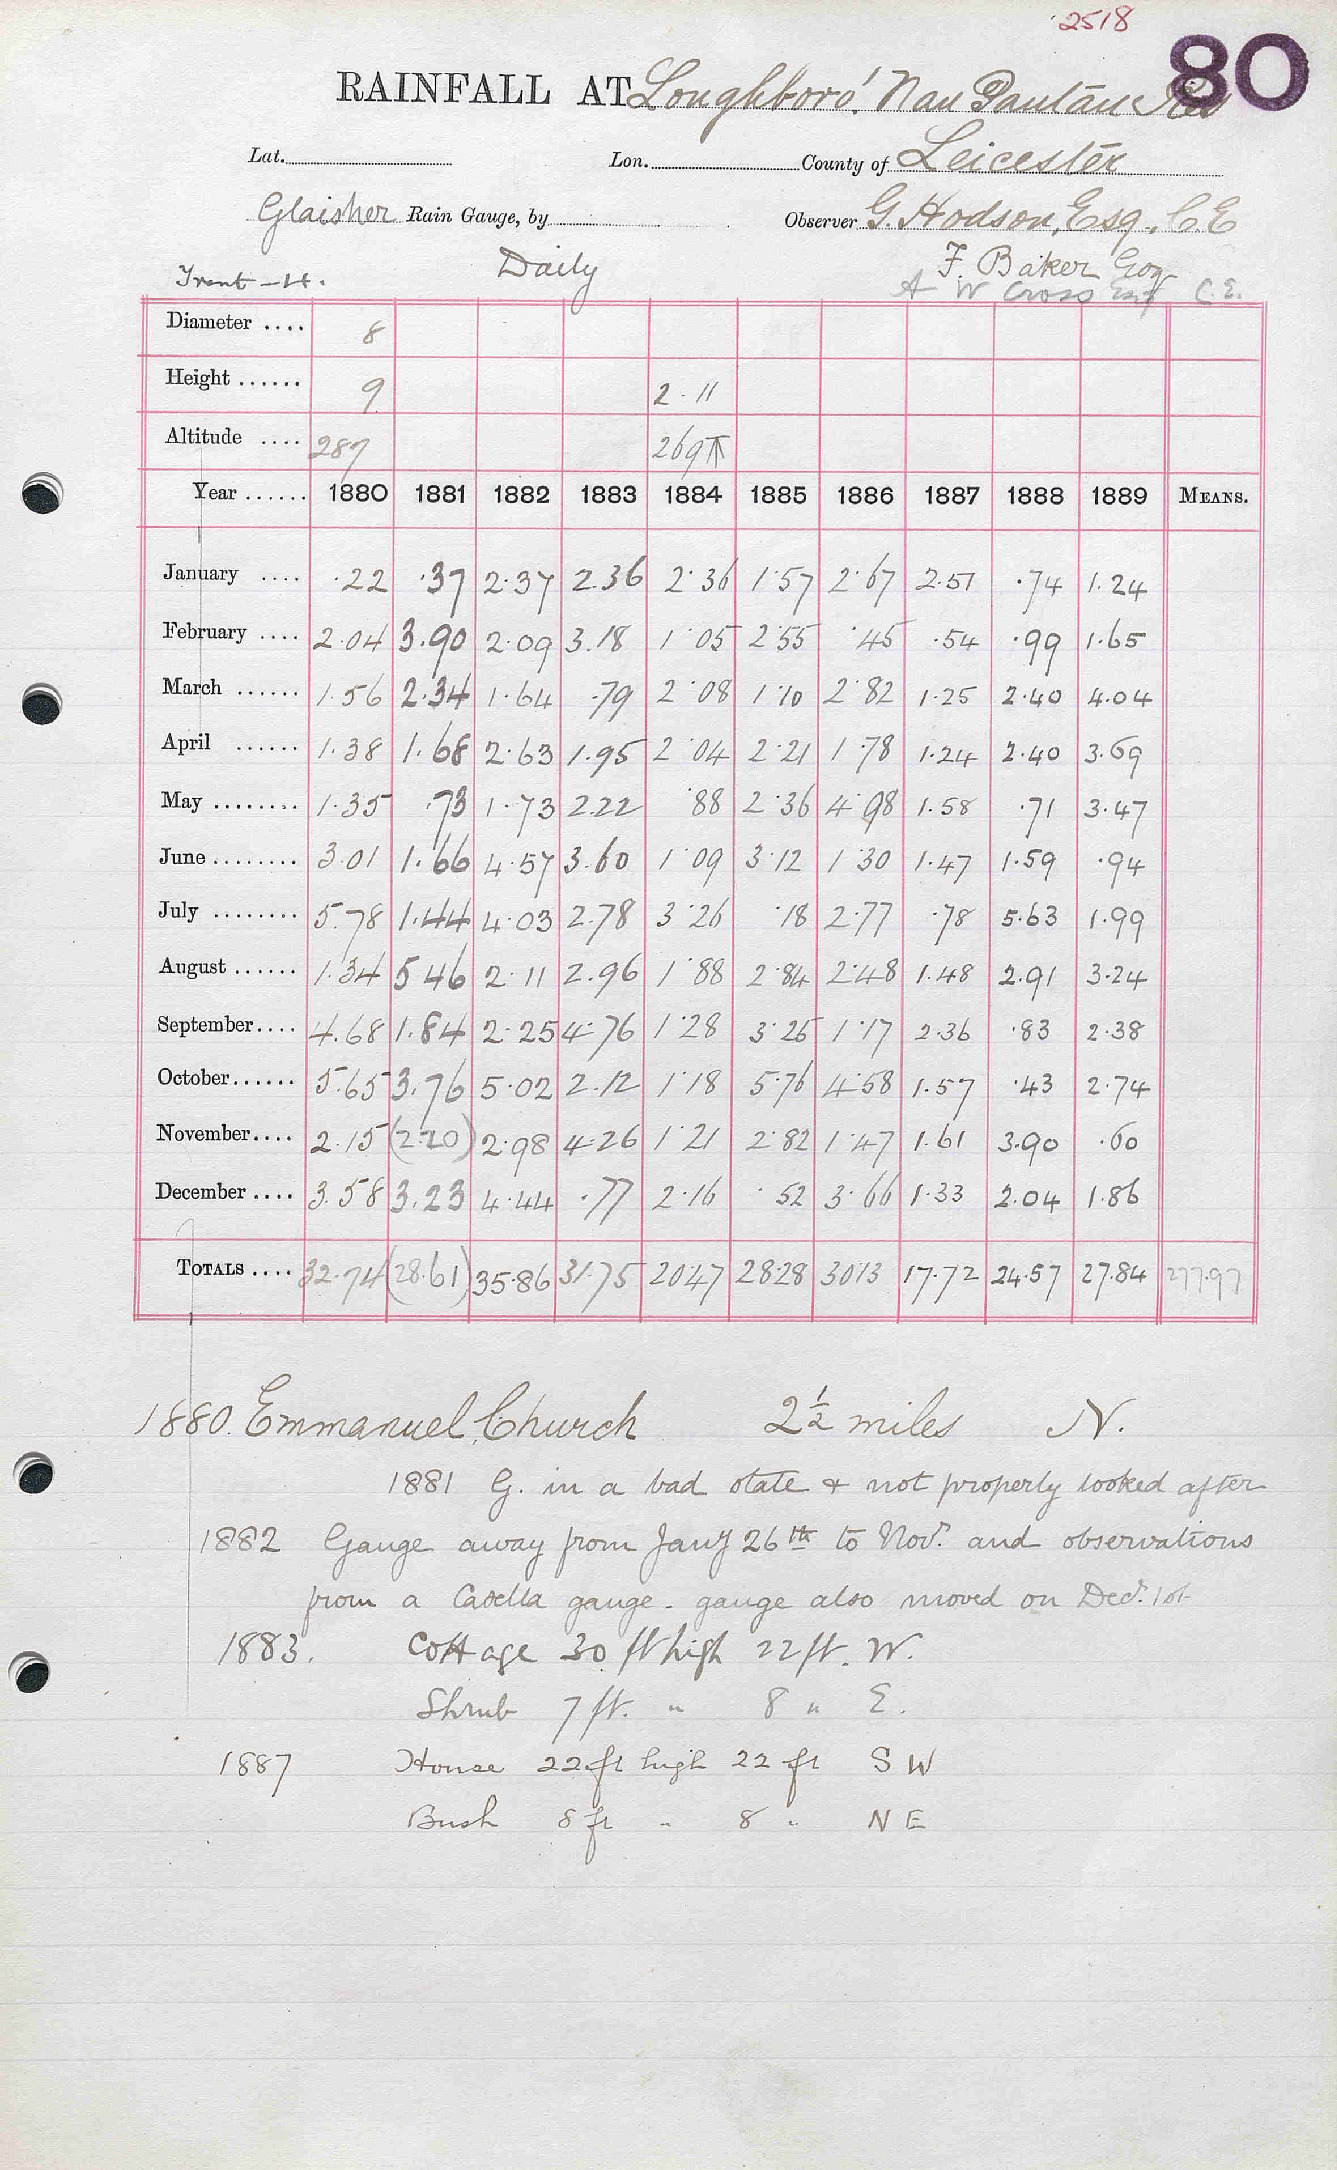 2518
80
RAINFALL AT Loughboro' Nan Pantan Res
Lat. Lon. County of Leicester
Glaisher Rain Gauge, by Observer G. Hodson, Esq., C.E
Trent - H. Daily F. Baker Esq
A W Cross Esq C.E.
Diameter .... 8
Height ...... 9 2.11
Altitude .... 287 269
Year ...... 1880 1881 1882 1883 1884 1885 1886 1887 1888 1889 MEANS.
January .... .22 .37 2.37 2.36 2.36 1.57 2.67 2.51 .74 1.24
February .... 2.04 3.90 2.09 3.18 1.05 2.55 .45 .54 .99 1.65
March ...... 1.56 2.34 1.64 .79 2.08 1.10 2.82 1.25 2.40 4.04
April ...... 1.38 1.68 2.63 1.95 2.04 2.21 1.78 1.24 2.40 3.69
May ........ 1.35 .73 1.73 2.22 .88 2.36 4.98 1.58 .71 3.47
June ........ 3.01 1.66 4.57 3.60 1.09 3.12 1.30 1.47 1.59 .94
July ........ 5.78 1.44 4.03 2.78 3.26 .18 2.77 .78 5.63 1.99
August ...... 1.34 5.46 2.11 2.96 1.88 2.84 2.48 1.48 2.91 3.24
September.... 4.68 1.84 2.25 4.76 1.28 3.25 1.17 2.36 .83 2.38
October...... 5.65 3.76 5.02 2.12 1.18 5.76 4.58 1.57 .43 2.74
November.... 2.15 (2.20) 2.98 4.26 1.21 2.82 1.47 1.61 3.90 .60
December .... 3.58 3.23 4.44 .77 2.16 .52 3.66 1.33 2.04 1.86
TOTALS .... 32.74 (28.61) 35.86 31.75 20.47 28.28 30.13 17.72 24.57 27.84 277.97
1880. Emmanuel Church 2½ miles N.
1881 G. in a bad state & not properly looked after
1882 Gauge away from Jany 26th to Novr. and observations
from a Casella gauge - gauge also moved on Decr. 1st
1883. Cottage 30 ft high 22 ft. W.
Shrub 7 ft. " 8 " E.
1887 House 22 ft high 22 ft S W
Bush 8 ft " 8 " N E